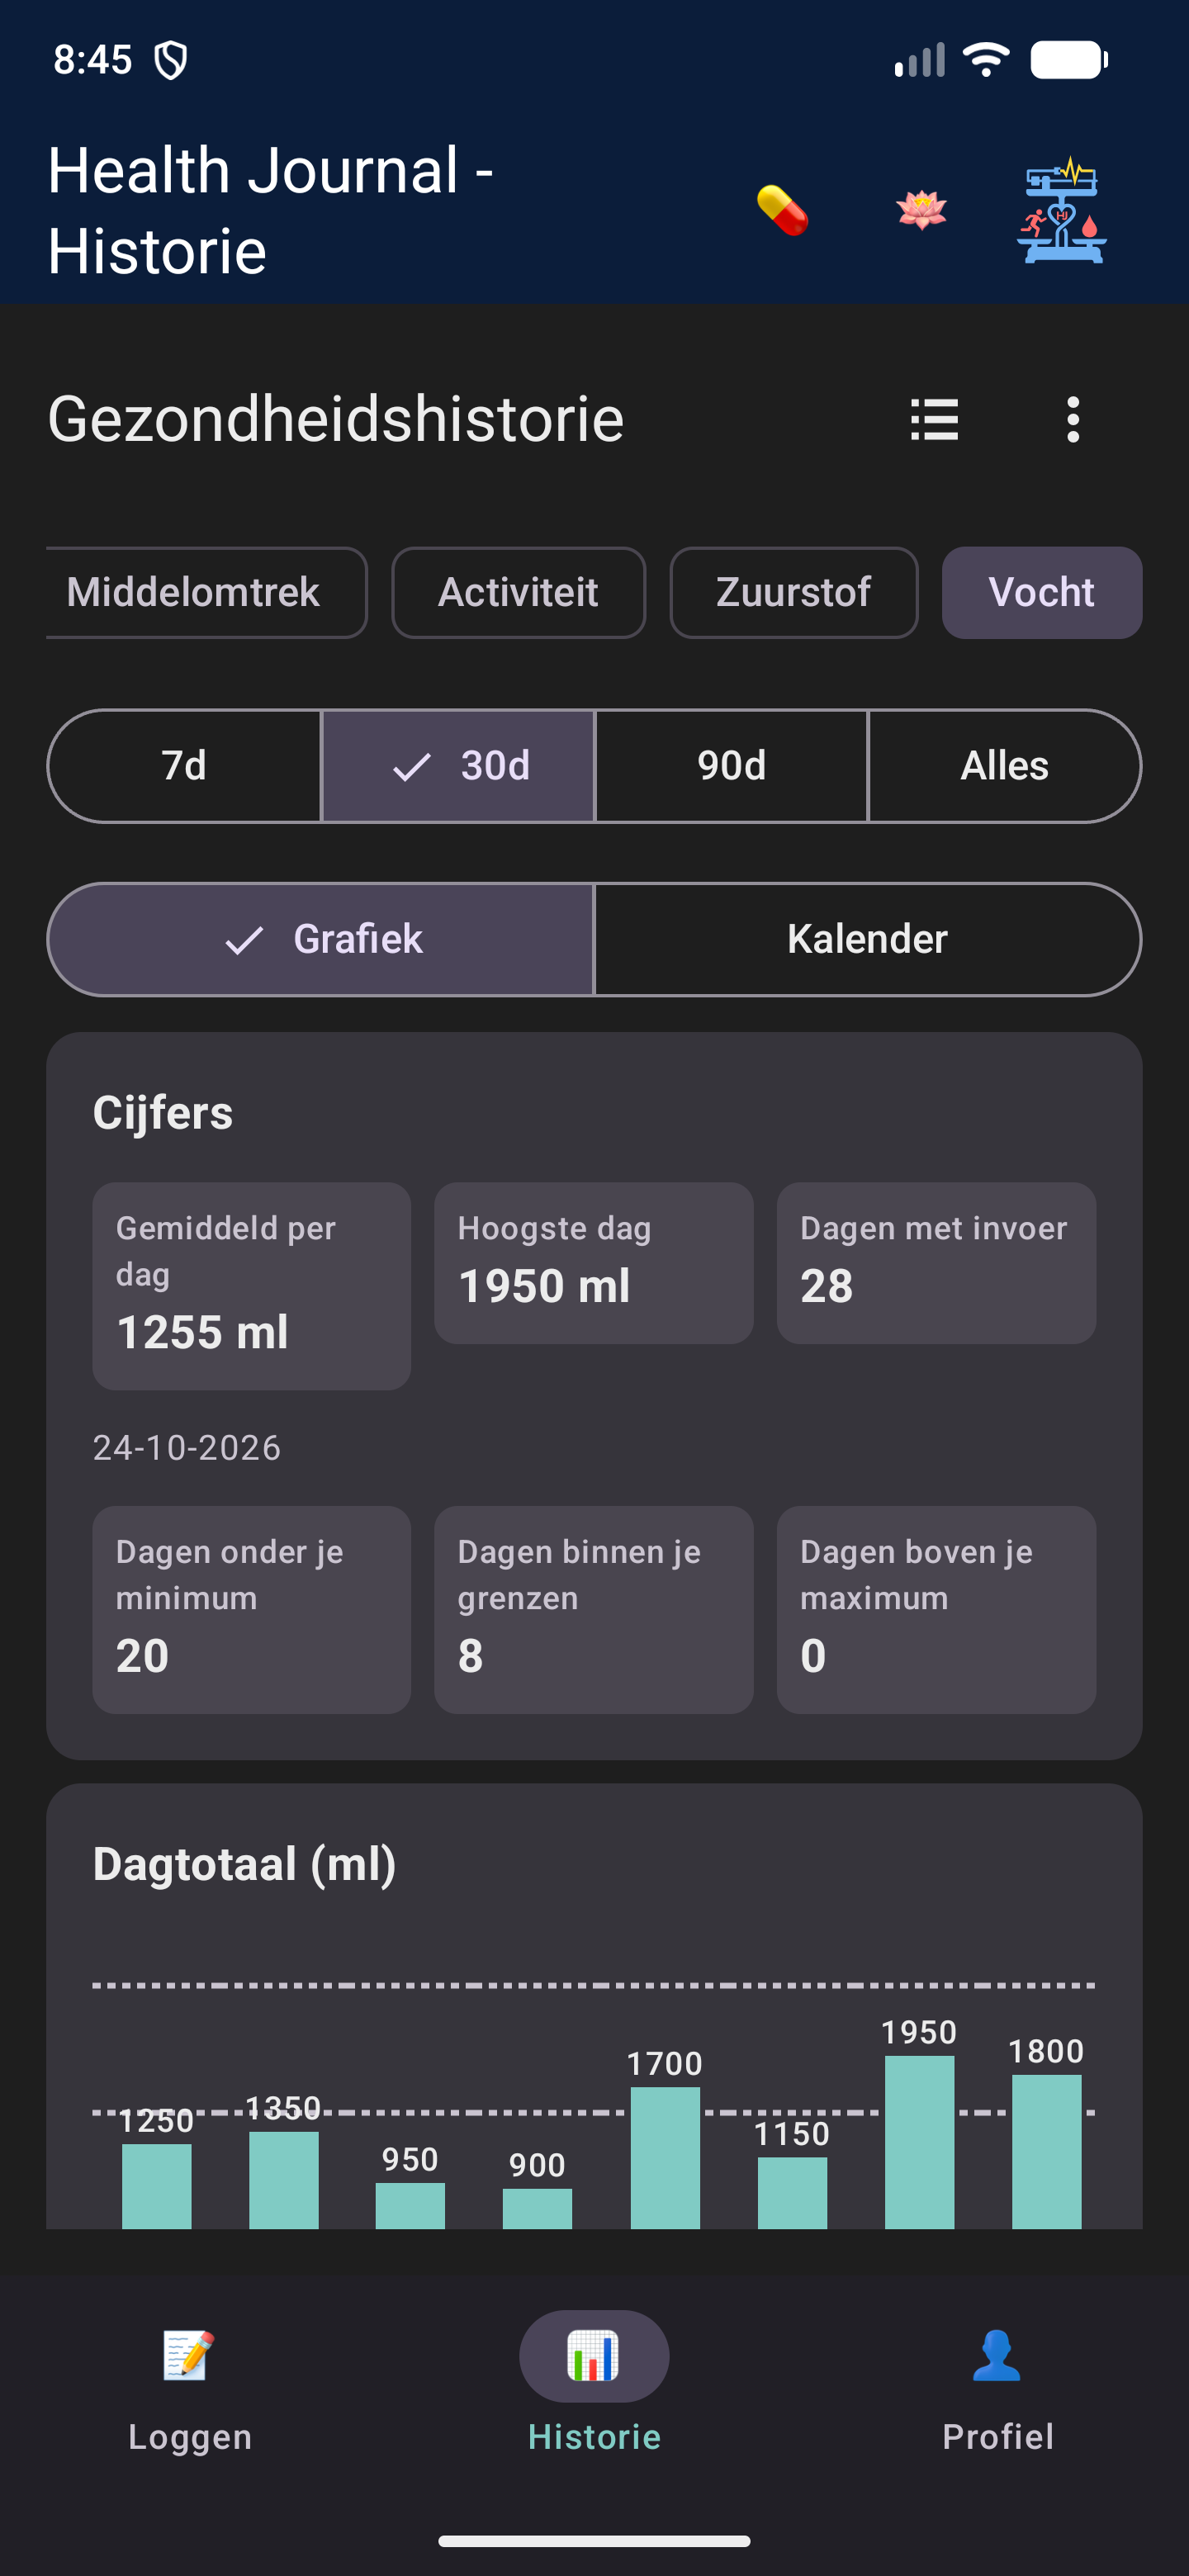 8:45
Health Journal -
Historie
HJ
Gezondheidshistorie
Middelomtrek
Activiteit
Zuurstof
Vocht
7d
30d
90d
Alles
Grafiek
Kalender
Cijfers
Gemiddeld per
dag
1255 ml
Hoogste dag
1950 ml
Dagen met invoer
28
24-10-2026
Dagen onder je
minimum
20
Dagen binnen je
grenzen
8
Dagen boven je
maximum
0
Dagtotaal (ml)
1250
1350
950
900
1700
1150
1950
1800
Loggen
Historie
Profiel